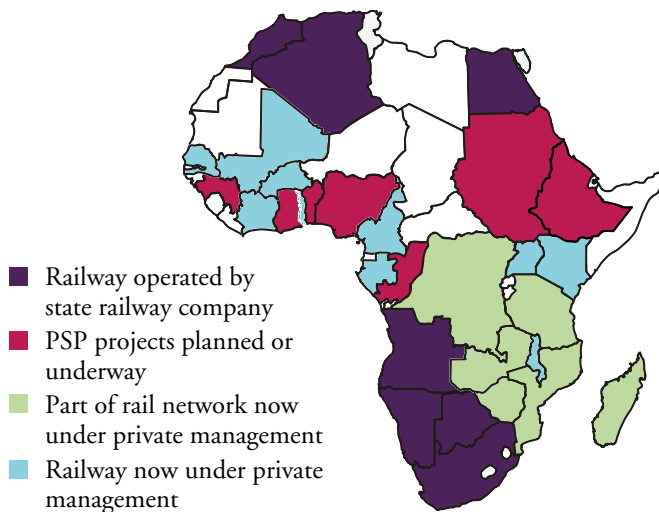 Railway operated by
state railway company
PSP projects planned or
underway
Part of rail network now
under private management
Railway now under private
management